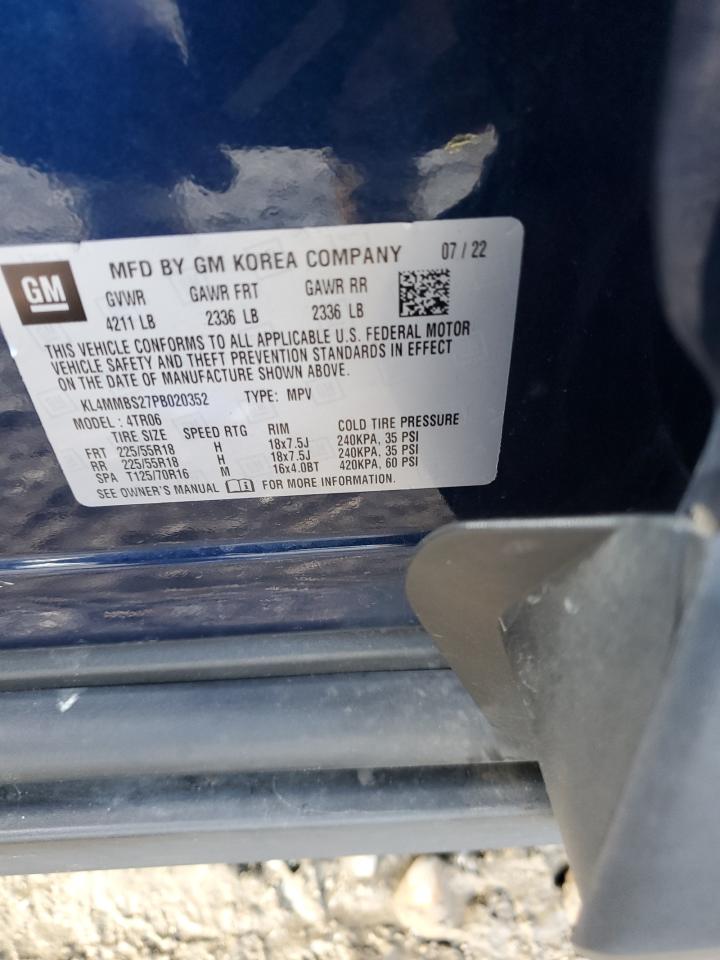 GM
MFD BY GM KOREA COMPANY 07 / 22
GVWR GAWR FRT GAWR RR
4211 LB 2336 LB 2336 LB
THIS VEHICLE CONFORMS TO ALL APPLICABLE U.S. FEDERAL MOTOR
VEHICLE SAFETY AND THEFT PREVENTION STANDARDS IN EFFECT
ON THE DATE OF MANUFACTURE SHOWN ABOVE.
KL4MMBS27PB020352 TYPE: MPV
MODEL : 4TR06
TIRE SIZE SPEED RTG RIM COLD TIRE PRESSURE
FRT 225/55R18 H 18x7.5J 240KPA, 35 PSI
RR 225/55R18 H 18x7.5J 240KPA, 35 PSI
SPA T125/70R16 M 16x4.0BT 420KPA, 60 PSI
SEE OWNER'S MANUAL FOR MORE INFORMATION.